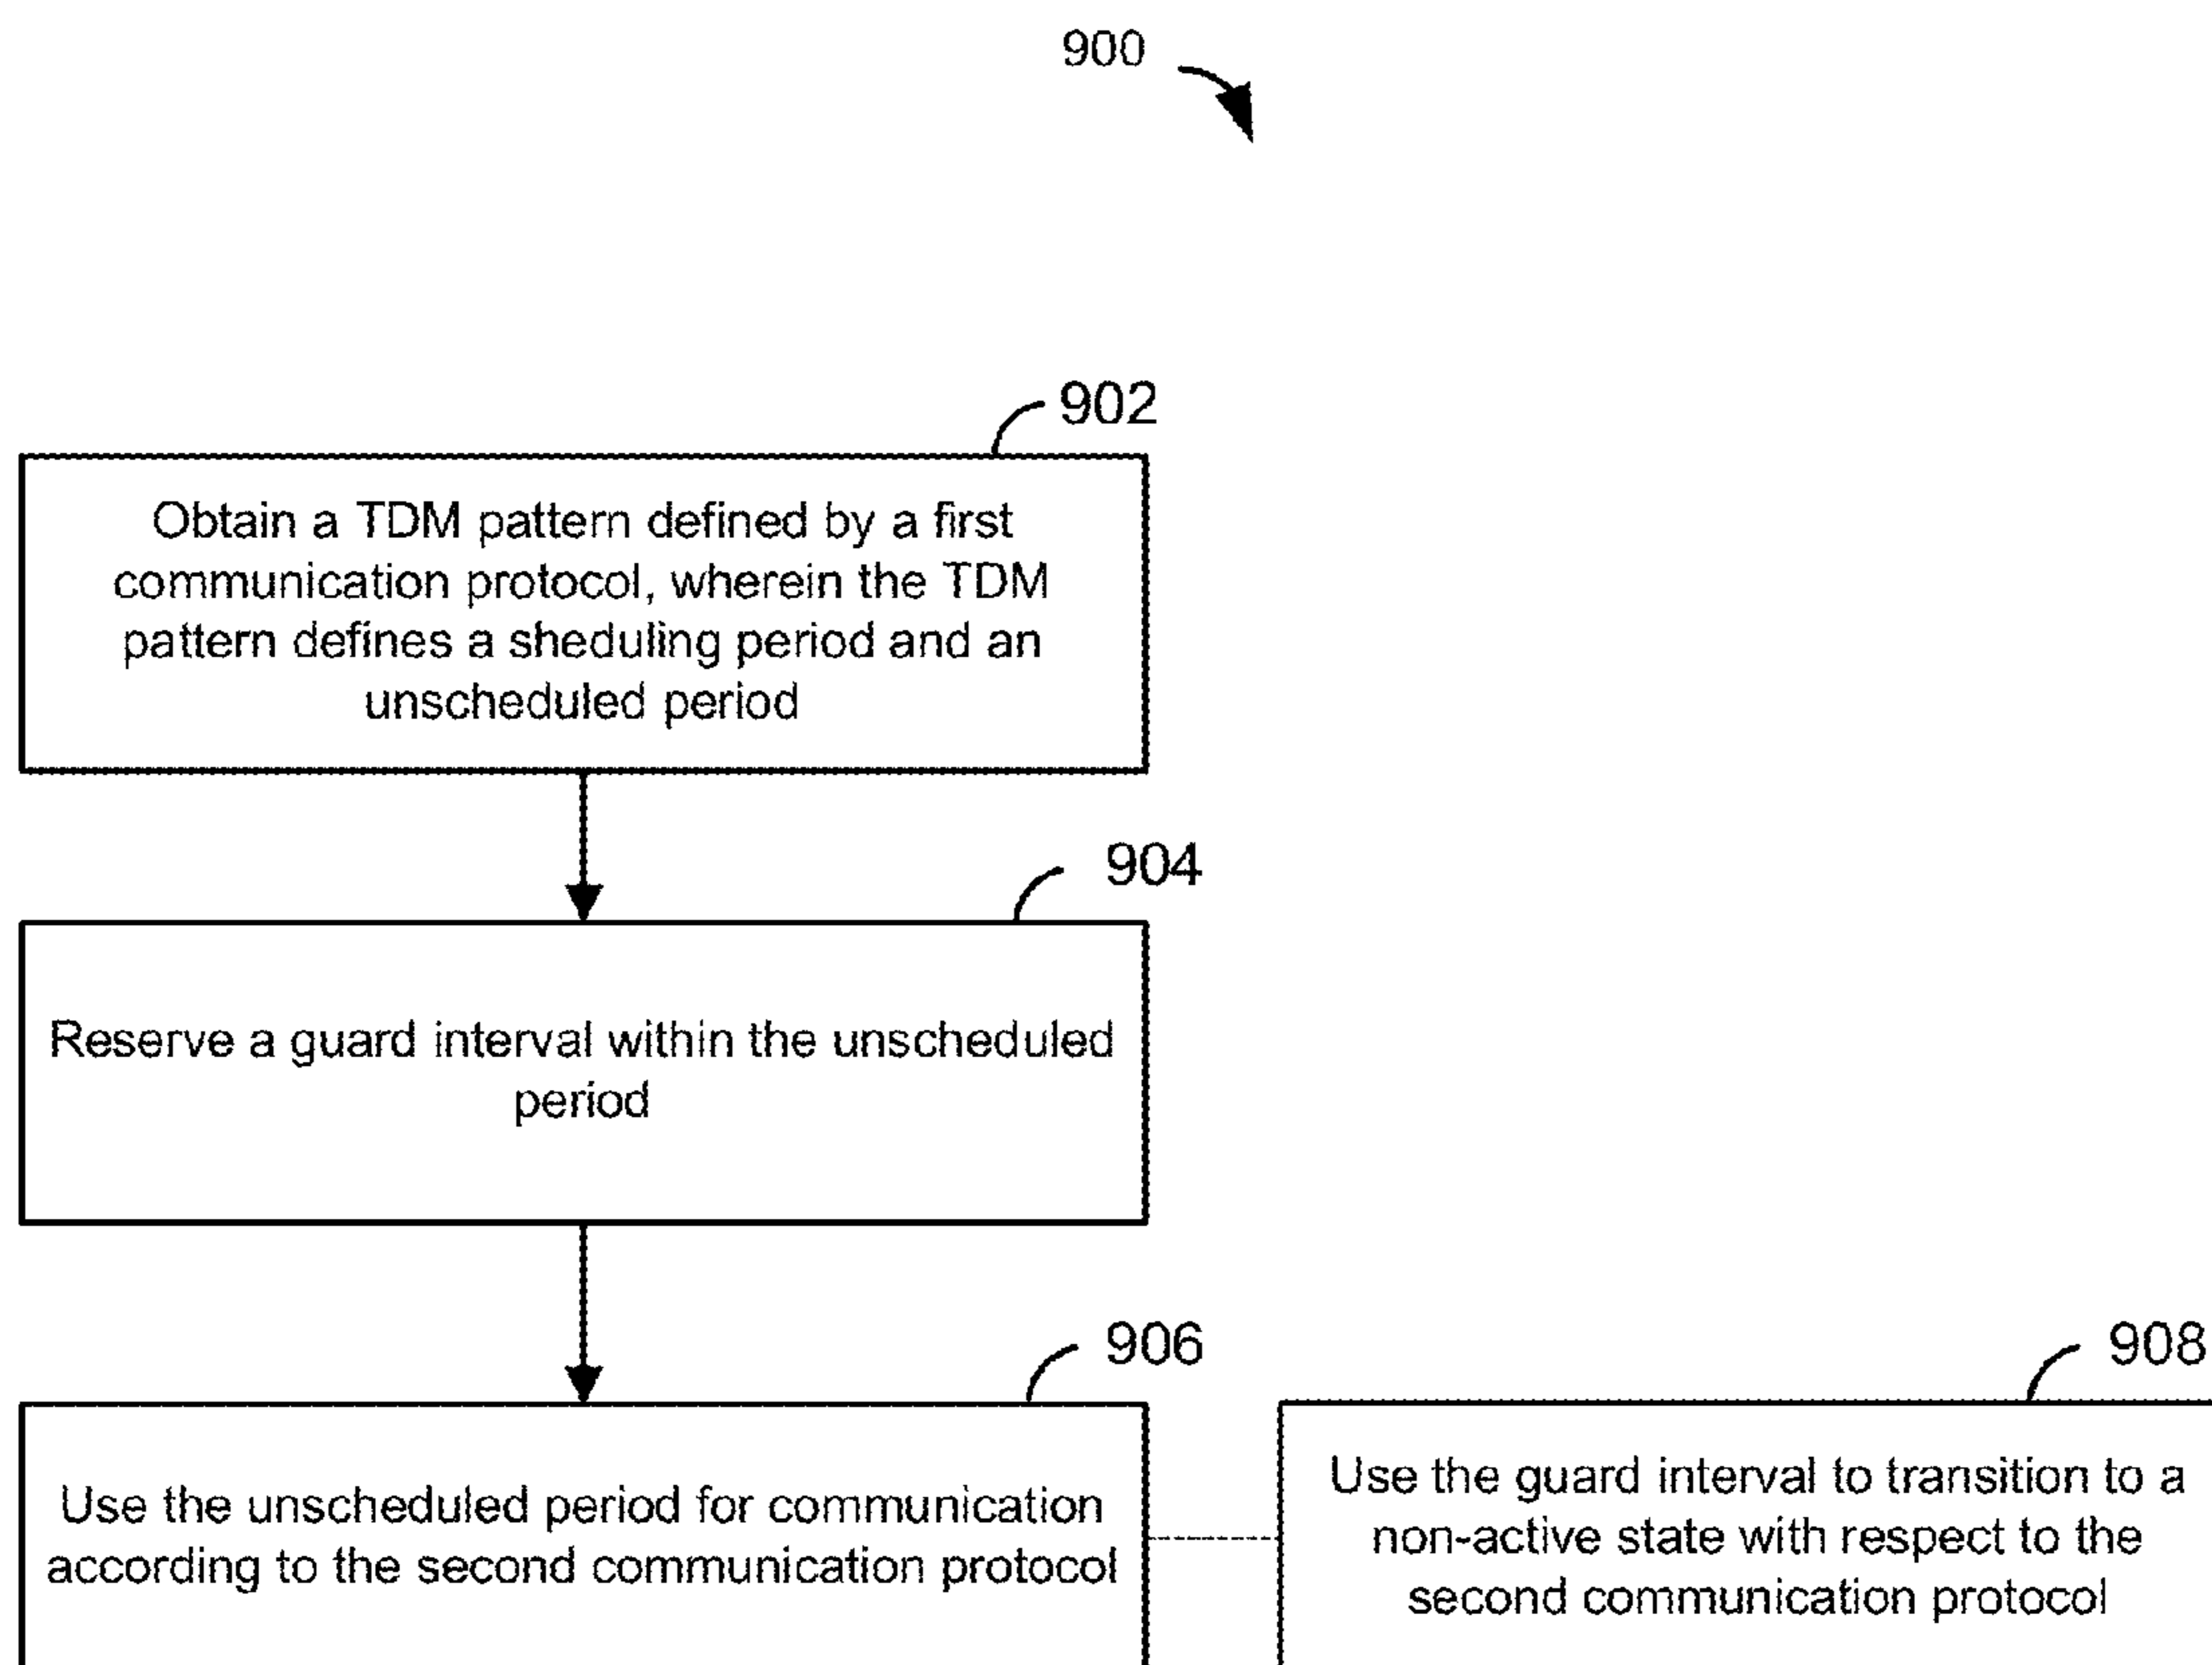 900
902
Obtain a TDM pattern defined by a first
communication protocol, wherein the TDM
pattern defines a sheduling period and an
unscheduled period
904
Reserve a guard interval within the unscheduled
period
906
Use the unscheduled period for communication
according to the second communication protocol
908
Use the guard interval to transition to a
non-active state with respect to the
second communication protocol